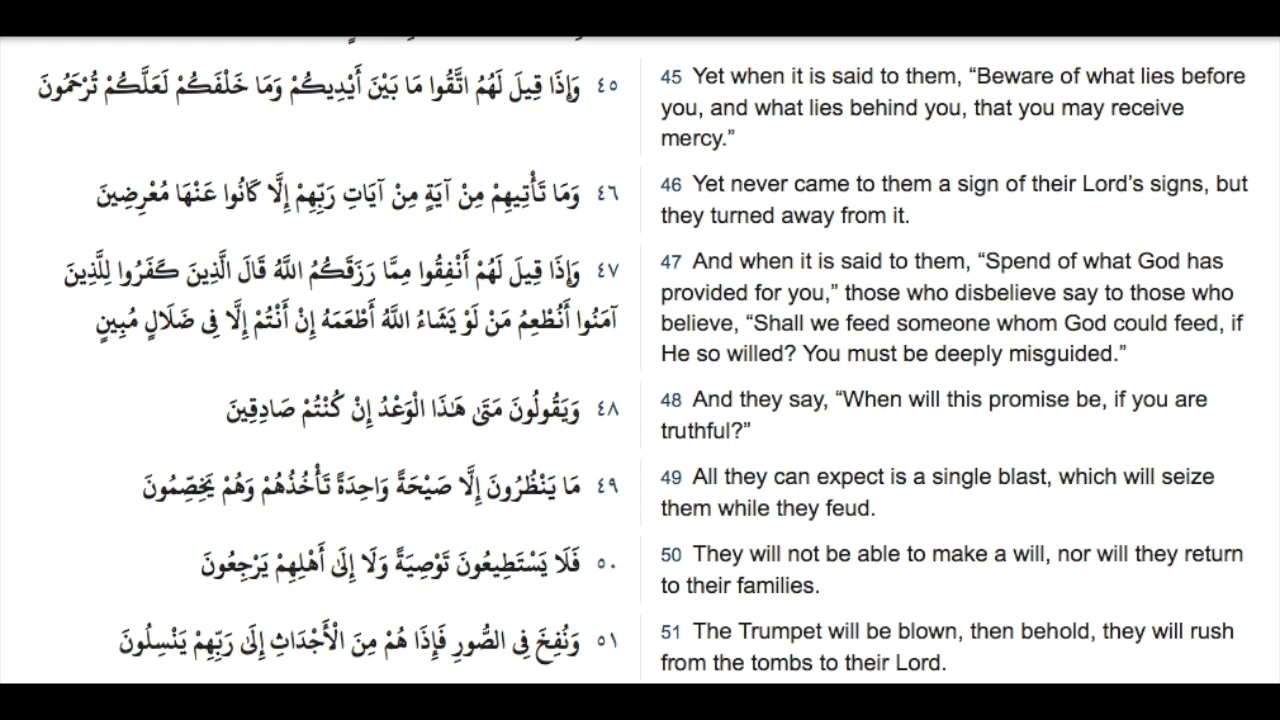 ٤٥ وَإِذَا قِيلَ لَهُمُ اتَّقُوا مَا بَيْنَ أَيْدِيكُمْ وَمَا خَلْفَكُمْ لَعَلَّكُمْ تُرْحَمُونَ
45 Yet when it is said to them, “Beware of what lies before
you, and what lies behind you, that you may receive
mercy.”
٤٦ وَمَا تَأْتِيهِمْ مِنْ آيَةٍ مِنْ آيَاتِ رَبِّهِمْ إِلَّا كَانُوا عَنْهَا مُعْرِضِينَ
46 Yet never came to them a sign of their Lord’s signs, but
they turned away from it.
٤٧ وَإِذَا قِيلَ لَهُمْ أَنْفِقُوا مِمَّا رَزَقَكُمُ اللَّهُ قَالَ الَّذِينَ كَفَرُوا لِلَّذِينَ
آمَنُوا أَنُطْعِمُ مَنْ لَوْ يَشَاءُ اللَّهُ أَطْعَمَهُ إِنْ أَنْتُمْ إِلَّا فِي ضَلَالٍ مُبِينٍ
47 And when it is said to them, “Spend of what God has
provided for you,” those who disbelieve say to those who
believe, “Shall we feed someone whom God could feed, if
He so willed? You must be deeply misguided.”
٤٨ وَيَقُولُونَ مَتَىٰ هَـٰذَا الْوَعْدُ إِنْ كُنْتُمْ صَادِقِينَ
48 And they say, “When will this promise be, if you are
truthful?”
٤٩ مَا يَنْظُرُونَ إِلَّا صَيْحَةً وَاحِدَةً تَأْخُذُهُمْ وَهُمْ يَخِصِّمُونَ
49 All they can expect is a single blast, which will seize
them while they feud.
٥٠ فَلَا يَسْتَطِيعُونَ تَوْصِيَةً وَلَا إِلَىٰ أَهْلِهِمْ يَرْجِعُونَ
50 They will not be able to make a will, nor will they return
to their families.
٥١ وَنُفِخَ فِي الصُّورِ فَإِذَا هُمْ مِنَ الْأَجْدَاثِ إِلَىٰ رَبِّهِمْ يَنْسِلُونَ
51 The Trumpet will be blown, then behold, they will rush
from the tombs to their Lord.